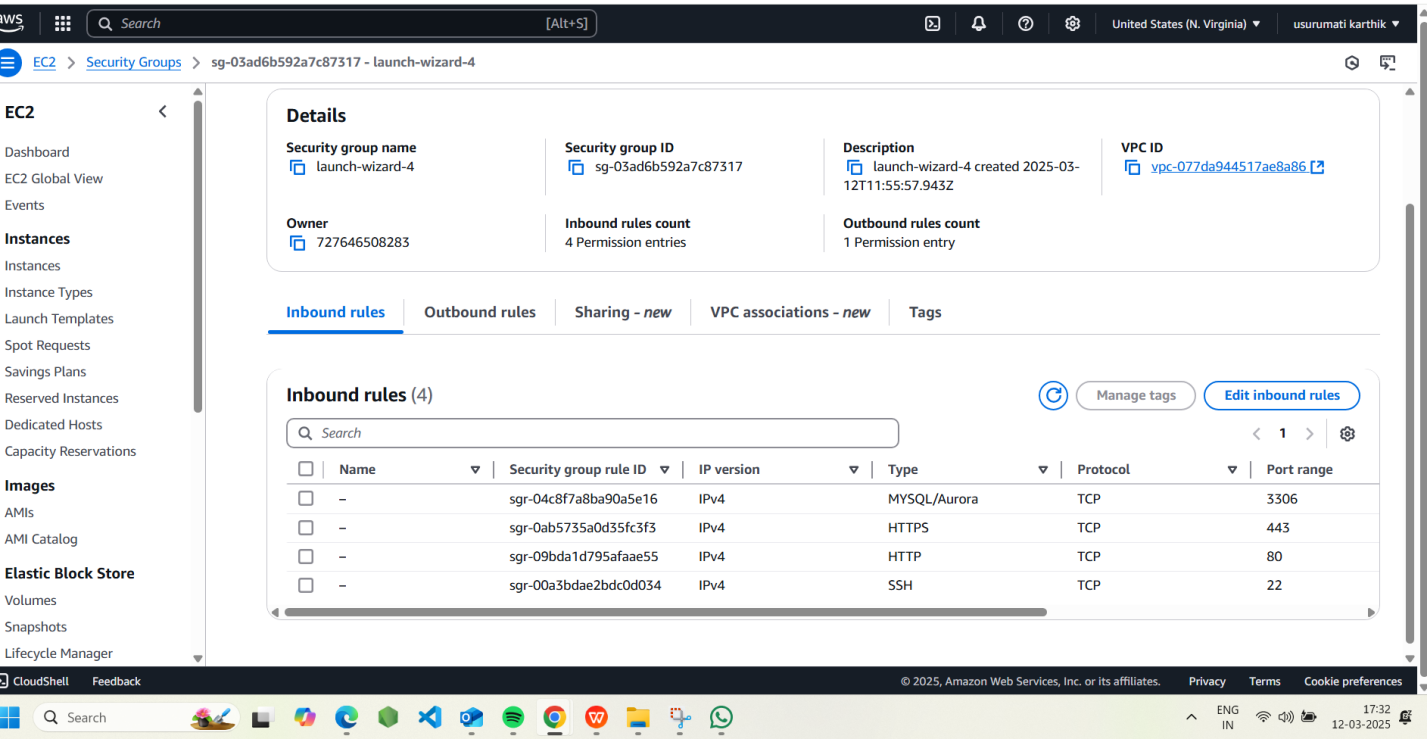 aws
Search
[Alt+S]
United States (N. Virginia)
usurumati karthik
EC2 > Security Groups > sg-03ad6b592a7c87317 - launch-wizard-4
EC2
Dashboard
EC2 Global View
Events
Instances
Instances
Instance Types
Launch Templates
Spot Requests
Savings Plans
Reserved Instances
Dedicated Hosts
Capacity Reservations
Images
AMIs
AMI Catalog
Elastic Block Store
Volumes
Snapshots
Lifecycle Manager
Details
Security group name
launch-wizard-4
Security group ID
sg-03ad6b592a7c87317
Description
launch-wizard-4 created 2025-03-
12T11:55:57.943Z
VPC ID
vpc-077da944517ae8a86
Owner
727646508283
Inbound rules count
4 Permission entries
Outbound rules count
1 Permission entry
Inbound rules
Outbound rules
Sharing - new
VPC associations - new
Tags
Inbound rules (4)
Manage tags
Edit inbound rules
Search
1
Name Security group rule ID IP version Type Protocol Port range
– sgr-04c8f7a8ba90a5e16 IPv4 MYSQL/Aurora TCP 3306
– sgr-0ab5735a0d35fc3f3 IPv4 HTTPS TCP 443
– sgr-09bda1d795afaae55 IPv4 HTTP TCP 80
– sgr-00a3bdae2bdc0d034 IPv4 SSH TCP 22
CloudShell Feedback
© 2025, Amazon Web Services, Inc. or its affiliates. Privacy Terms Cookie preferences
Search
ENG
IN
17:32
12-03-2025